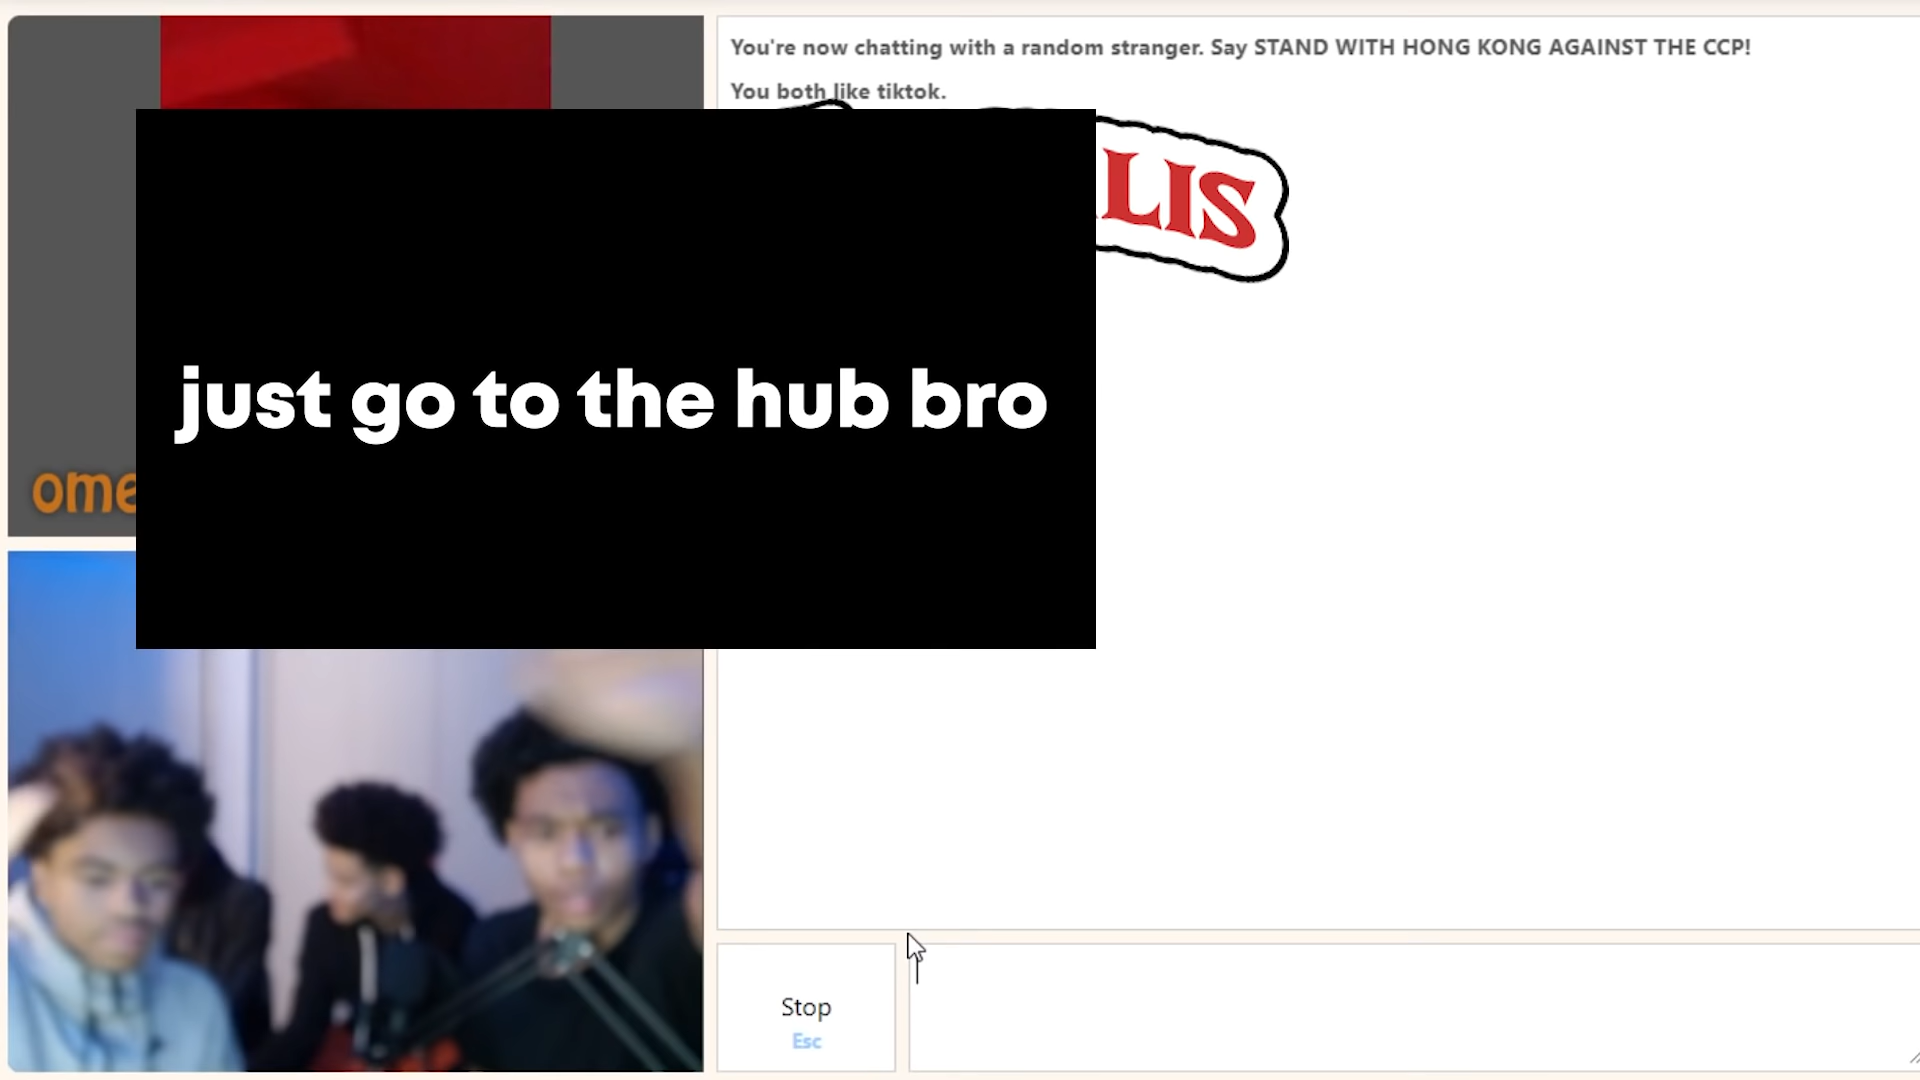 You're now chatting with a random stranger. Say STAND WITH HONG KONG AGAINST THE CCP!
You both like tiktok.
LIS
just go to the hub bro
ome
Stop
Esc